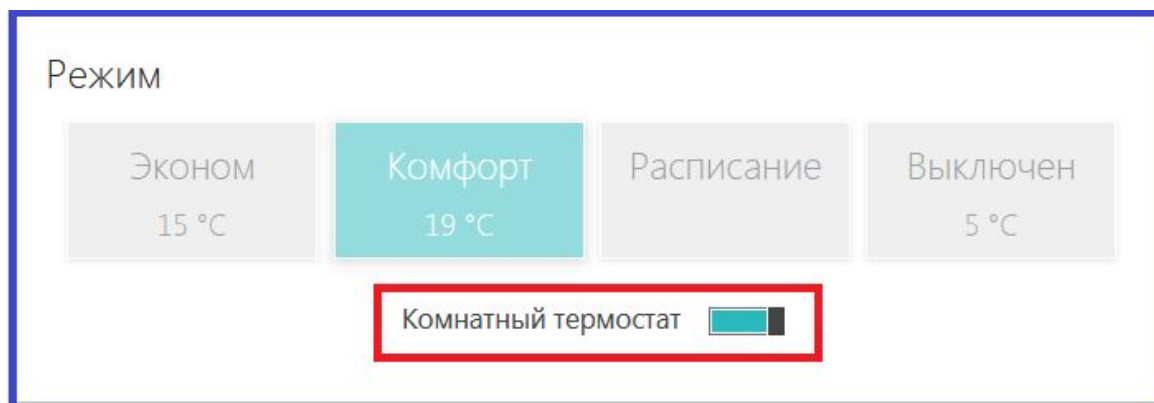 Режим
Эконом
15 °C
Комфорт
19 °C
Расписание
Выключен
5 °C
Комнатный термостат